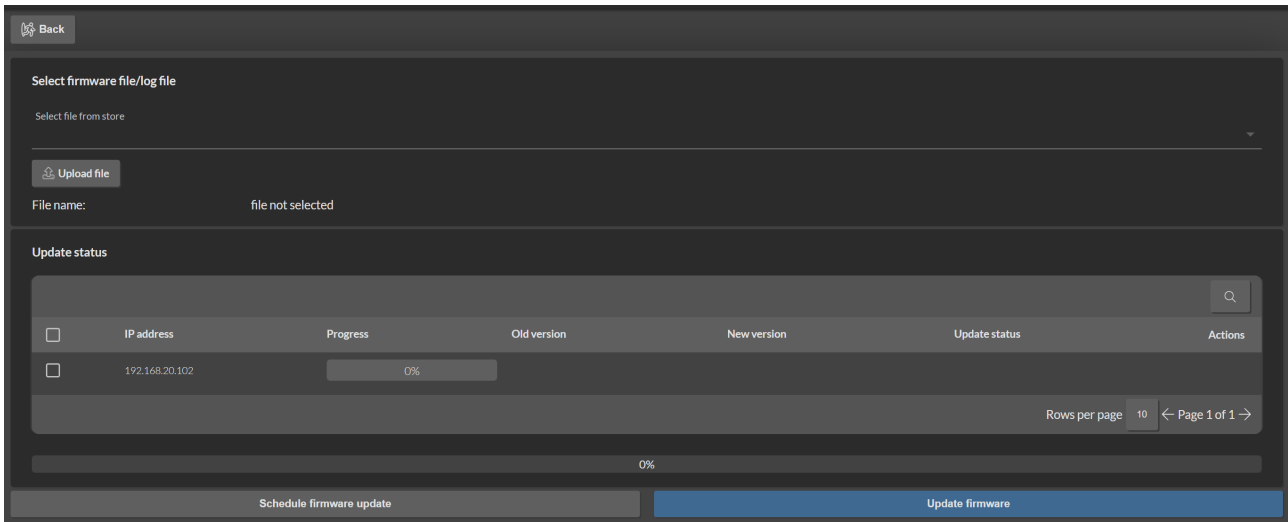 Back
Select firmware file/log file
Select file from store
Upload file
File name: file not selected
Update status
IP address Progress Old version New version Update status Actions
192.168.20.102 0%
Rows per page 10 ← Page 1 of 1 →
0%
Schedule firmware update Update firmware